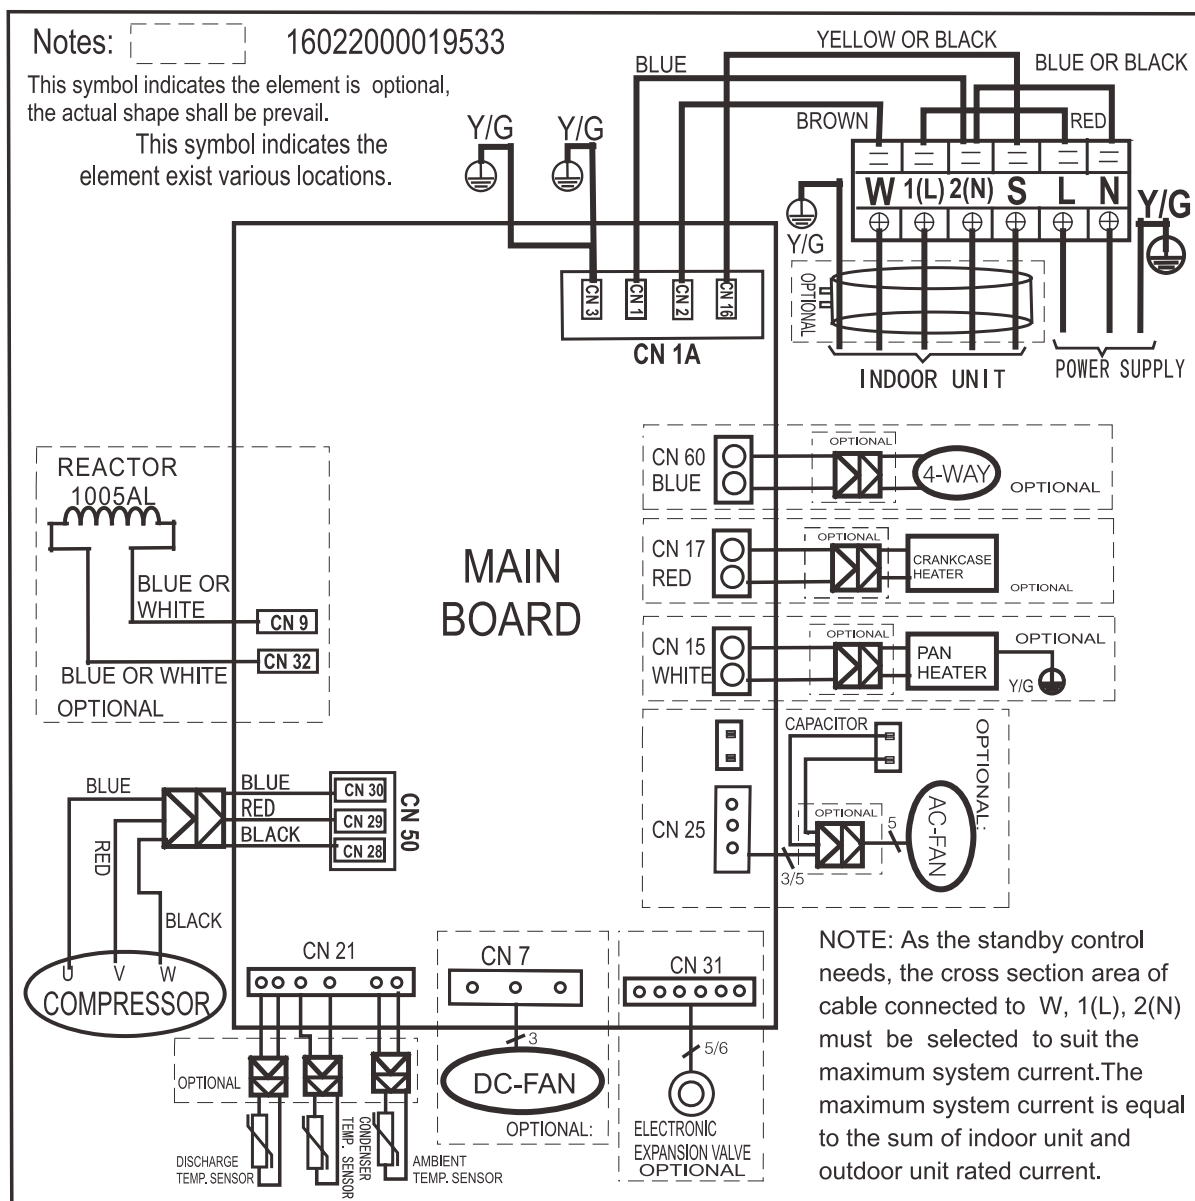 Notes: 16022000019533
This symbol indicates the element is optional,
the actual shape shall be prevail.
This symbol indicates the
element exist various locations.
YELLOW OR BLACK
BLUE
BLUE OR BLACK
BROWN
RED
Y/G
Y/G
W 1(L) 2(N) S L N
Y/G
Y/G
OPTIONAL
INDOOR UNIT
POWER SUPPLY
CN 3
CN 1
CN 2
CN 16
CN 1A
REACTOR
1005AL
BLUE OR
WHITE
CN 9
CN 32
BLUE OR WHITE
OPTIONAL
MAIN
BOARD
CN 60
BLUE
OPTIONAL
4-WAY
OPTIONAL
CN 17
RED
OPTIONAL
CRANKCASE
HEATER
OPTIONAL
CN 15
WHITE
OPTIONAL
PAN
HEATER
OPTIONAL
Y/G
CAPACITOR
OPTIONAL:
CN 25
OPTIONAL
3/5
5
AC-FAN
BLUE
RED
BLACK
BLUE
RED
BLACK
CN 30
CN 29
CN 28
CN 50
U V W
COMPRESSOR
CN 21
OPTIONAL
DISCHARGE
TEMP. SENSOR
CONDENSER
TEMP. SENSOR
AMBIENT
TEMP. SENSOR
CN 7
3
DC-FAN
OPTIONAL:
CN 31
5/6
ELECTRONIC
EXPANSION VALVE
OPTIONAL
NOTE: As the standby control
needs, the cross section area of
cable connected to W, 1(L), 2(N)
must be selected to suit the
maximum system current.The
maximum system current is equal
to the sum of indoor unit and
outdoor unit rated current.